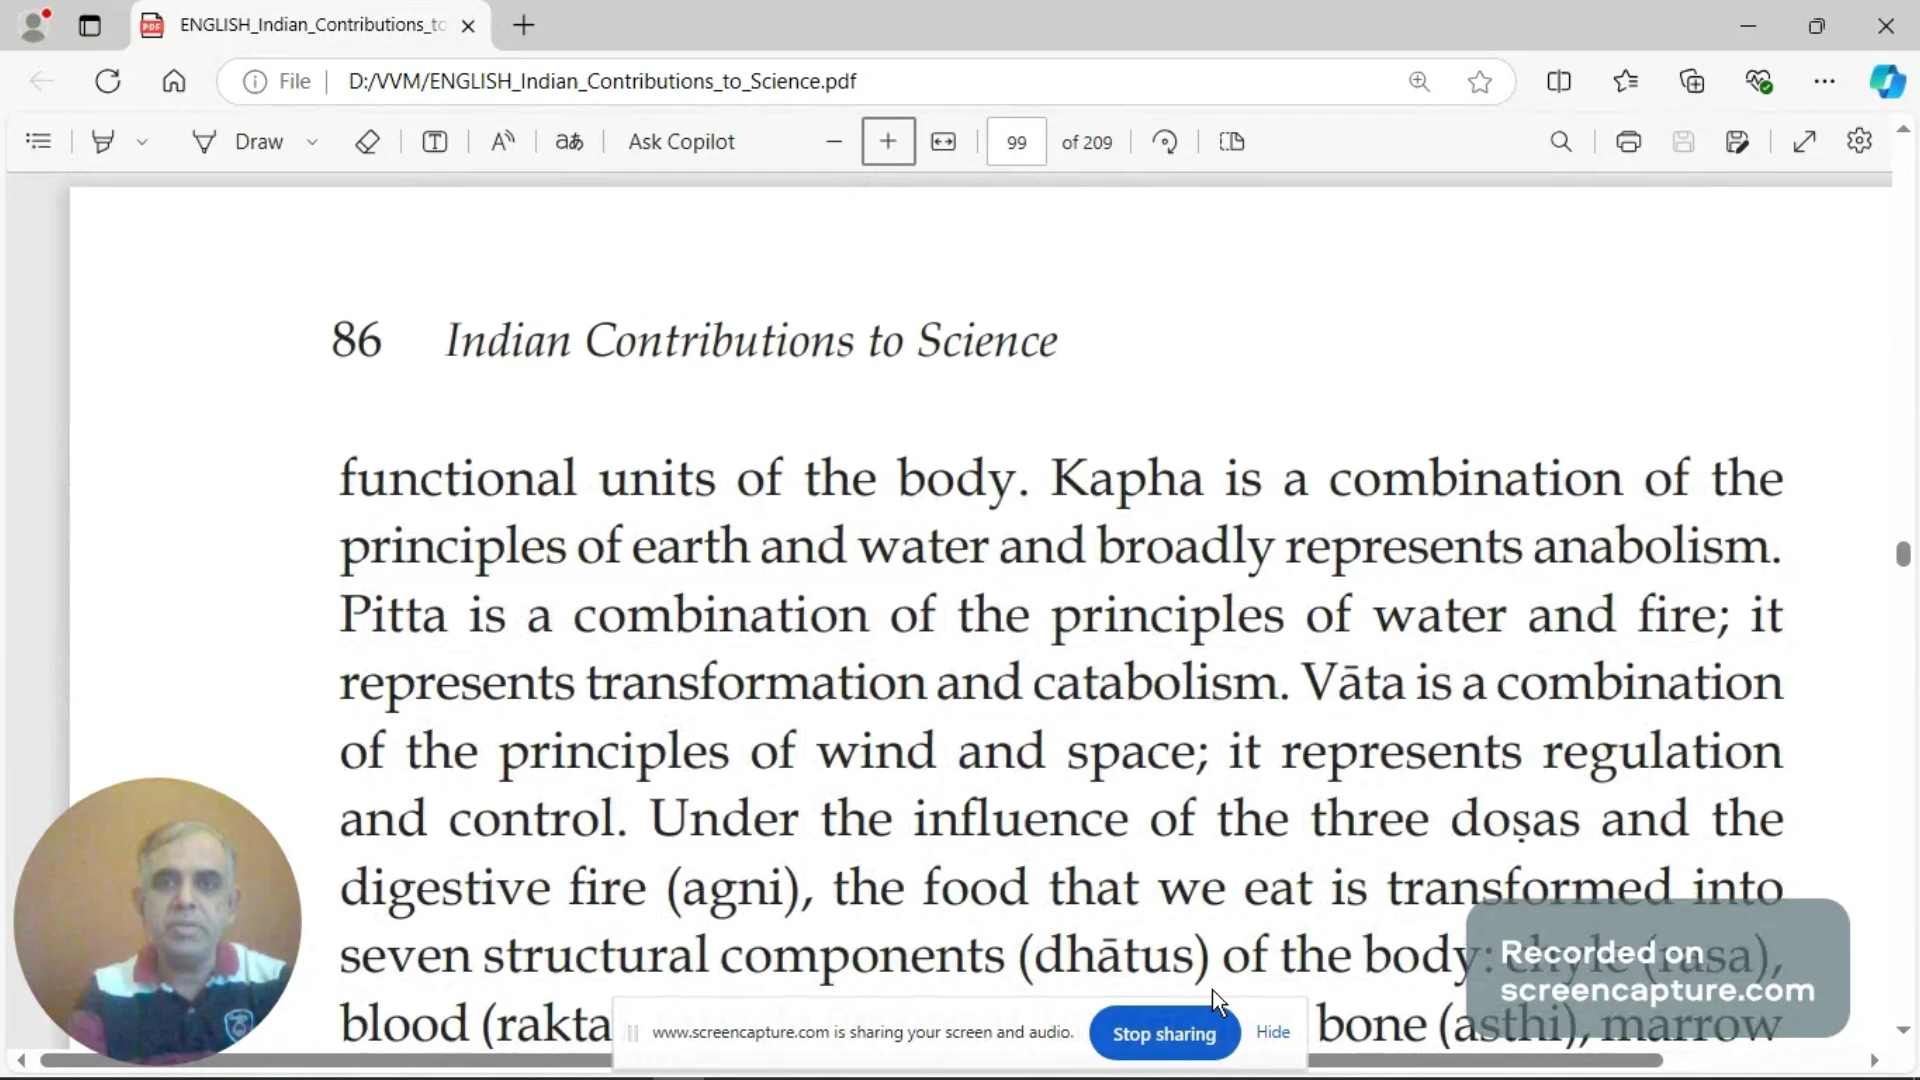 ENGLISH_Indian_Contributions_to
File D:/VVM/ENGLISH_Indian_Contributions_to_Science.pdf
Draw Ask Copilot 99 of 209
86 Indian Contributions to Science
functional units of the body. Kapha is a combination of the
principles of earth and water and broadly represents anabolism.
Pitta is a combination of the principles of water and fire; it
represents transformation and catabolism. Vāta is a combination
of the principles of wind and space; it represents regulation
and control. Under the influence of the three doṣas and the
digestive fire (agni), the food that we eat is transformed into
seven structural components (dhātus) of the body: chyle (rasa),
blood (rakta bone (asthi), marrow
Recorded on
screencapture.com
www.screencapture.com is sharing your screen and audio. Stop sharing Hide